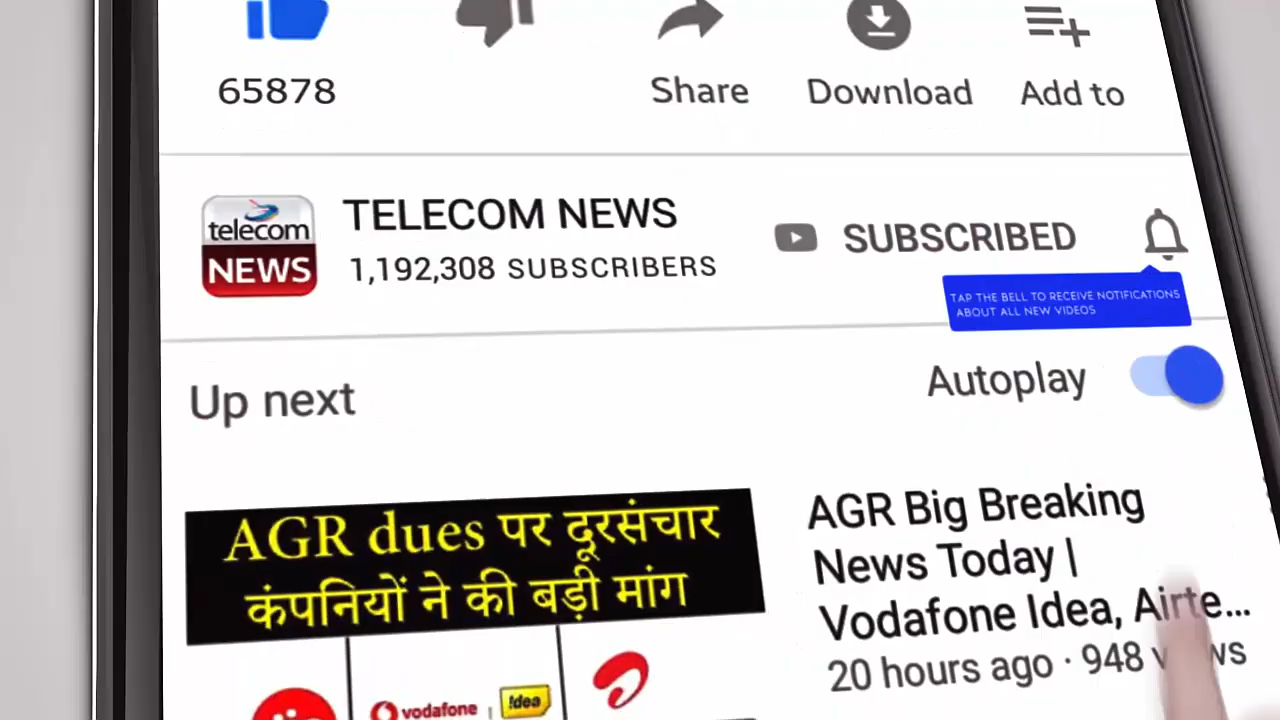 65878
Share
Download
Add to
telecom
NEWS
TELECOM NEWS
1,192,308 SUBSCRIBERS
SUBSCRIBED
TAP THE BELL TO RECEIVE NOTIFICATIONS
ABOUT ALL NEW VIDEOS
Up next
Autoplay
AGR dues पर दूरसंचार
कंपनियों ने की बड़ी मांग
vodafone
!dea
AGR Big Breaking
News Today |
Vodafone Idea, Airte...
20 hours ago · 948 views